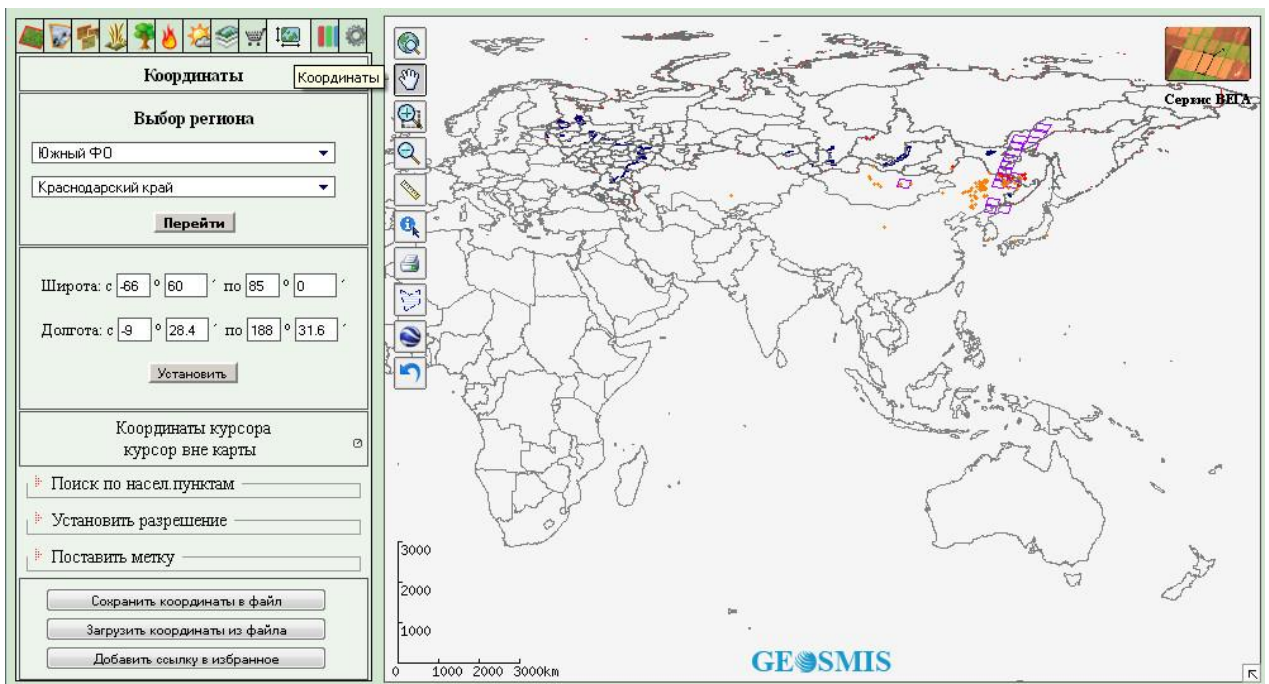 Координаты
Координаты
Выбор региона
Южный ФО
Краснодарский край
Перейти
Широта: с -66 ° 60 ´ по 85 ° 0 ´
Долгота: с -9 ° 28.4 ´ по 188 ° 31.6 ´
Установить
Координаты курсора
курсор вне карты
Поиск по насел.пунктам
Установить разрешение
Поставить метку
Сохранить координаты в файл
Загрузить координаты из файла
Добавить ссылку в избранное
Сервис ВЕГА
3000
2000
1000
0 1000 2000 3000km
GEOSMIS